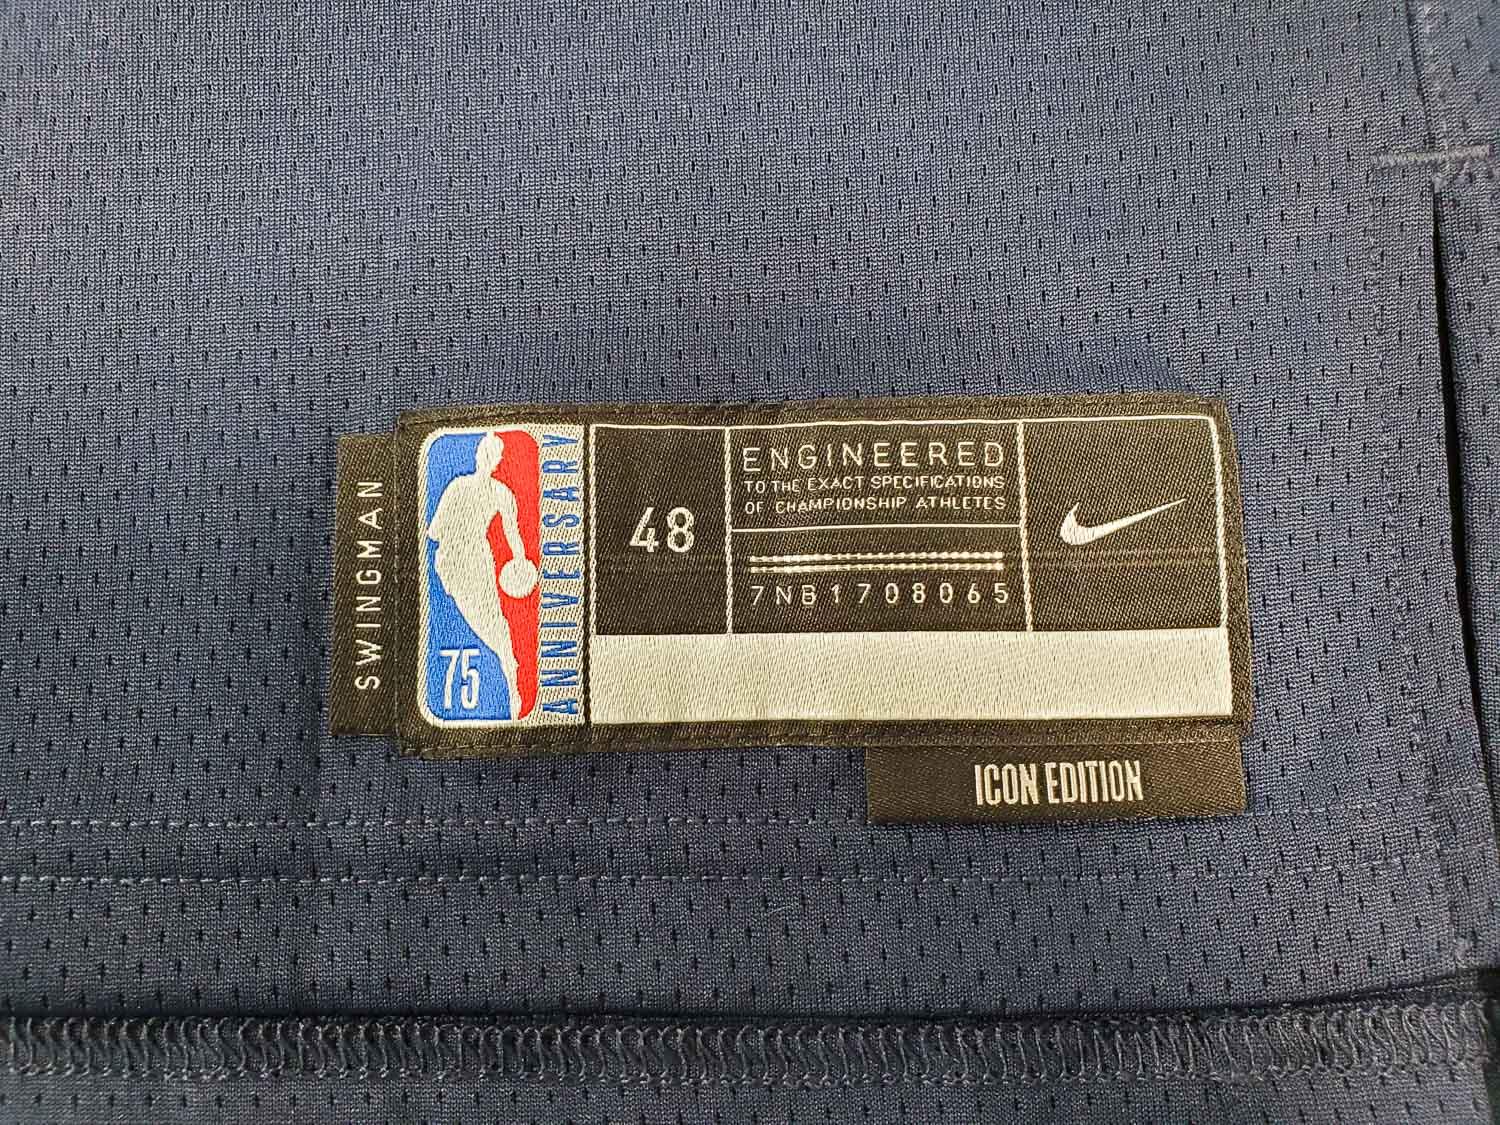 SWINGMAN
75
ANNIVERSARY
48
ENGINEERED
TO THE EXACT SPECIFICATIONS
OF CHAMPIONSHIP ATHLETES
7NB1708065
ICON EDITION